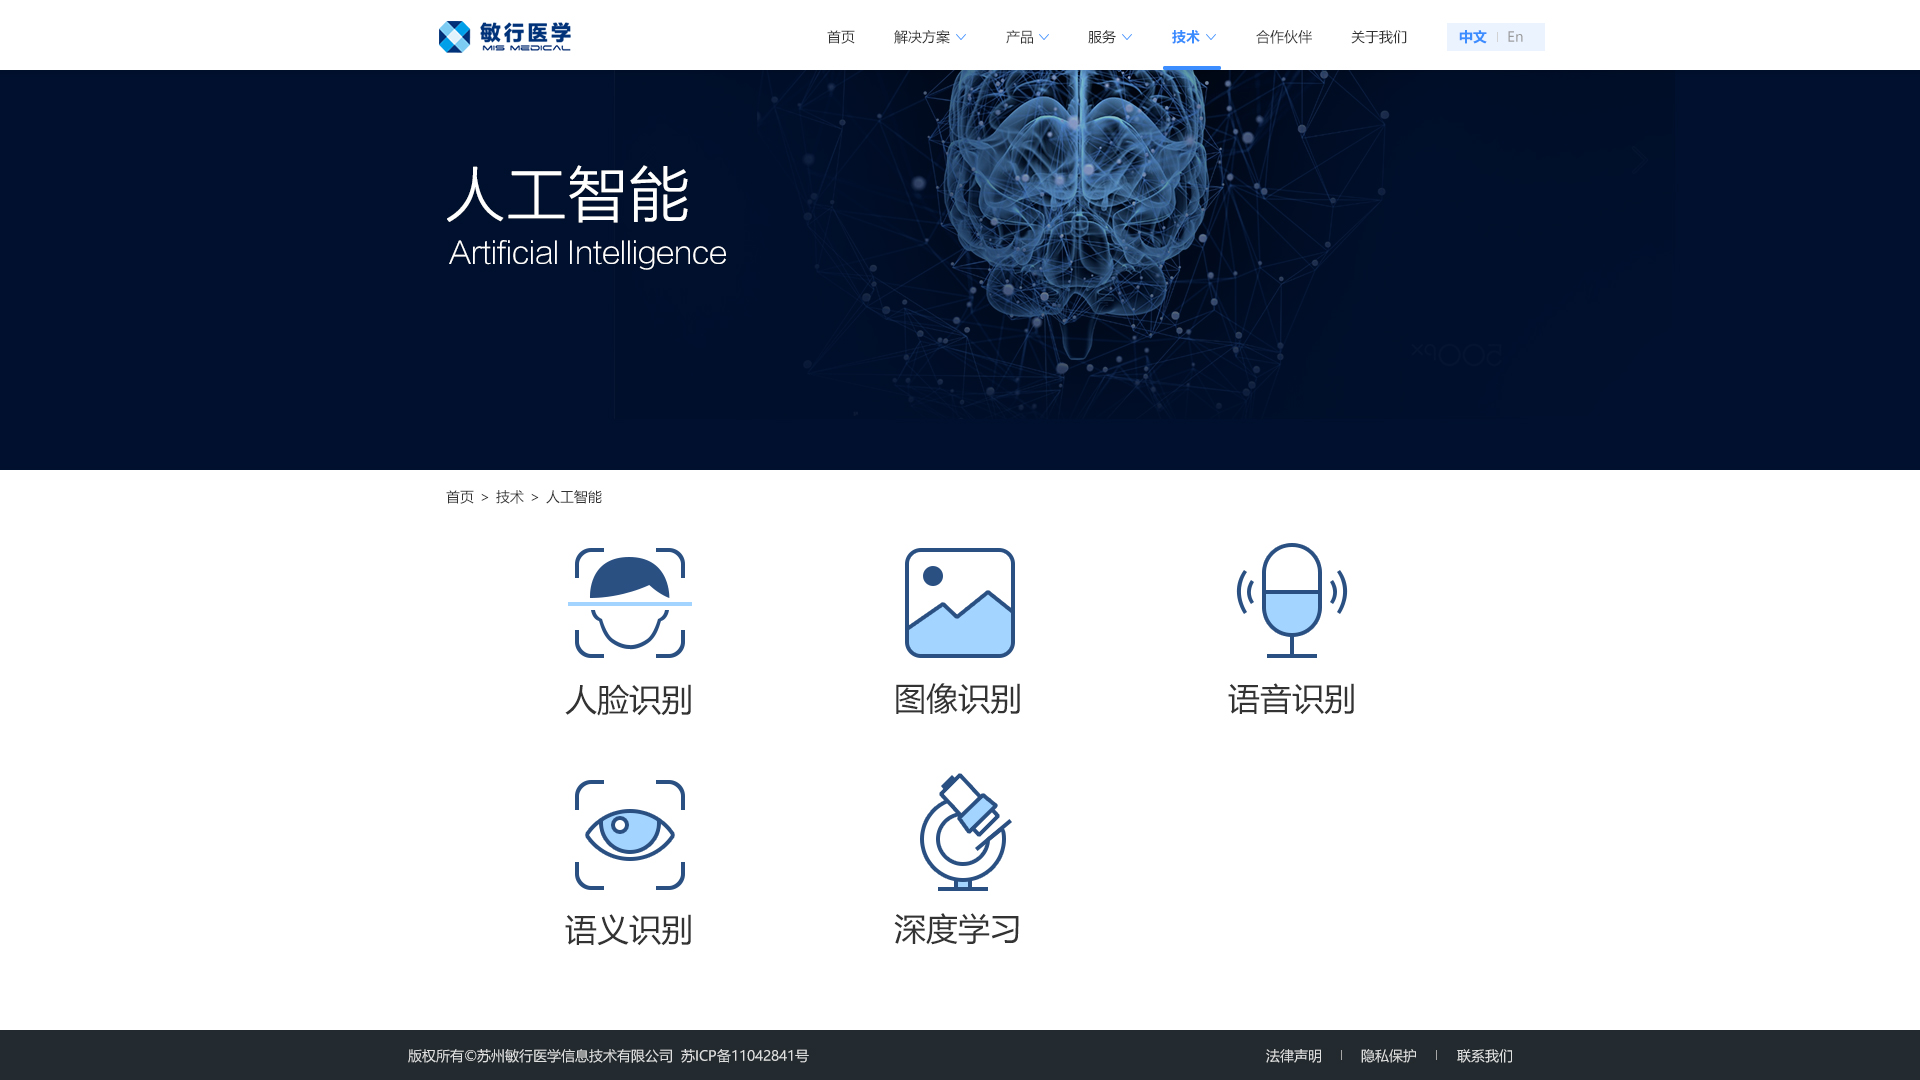 敏行医学
MIS MEDICAL
首页 解决方案 产品 服务 技术 合作伙伴 关于我们 中文 | En
人工智能
Artificial Intelligence
首页 > 技术 > 人工智能
人脸识别 图像识别 语音识别
语义识别 深度学习
版权所有©苏州敏行医学信息技术有限公司 苏ICP备11042841号 法律声明 | 隐私保护 | 联系我们